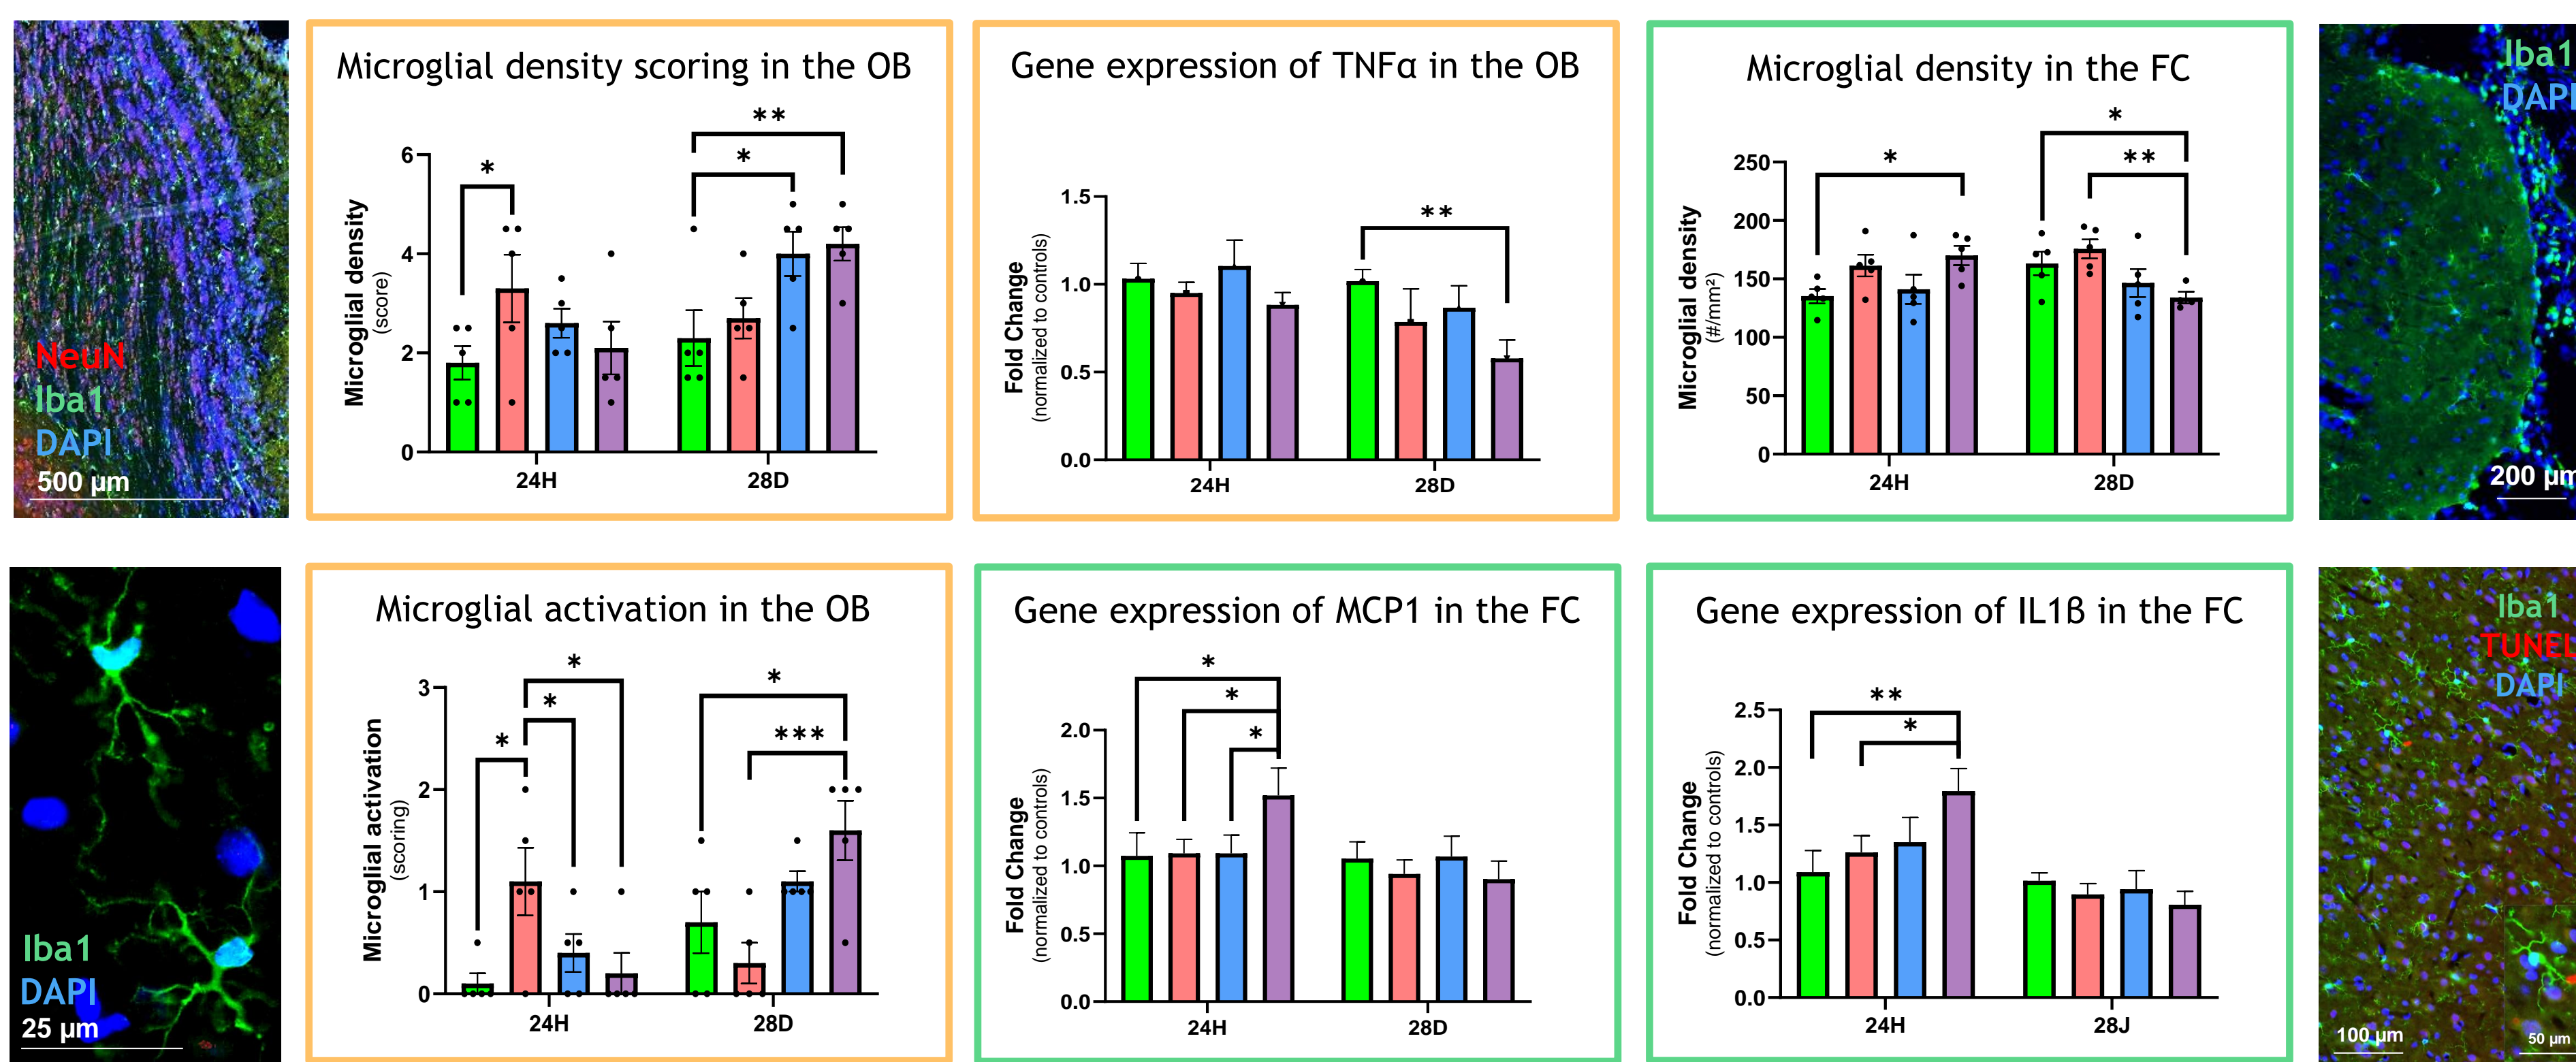 NeuN
Iba1
DAPI
500 µm
Microglial density scoring in the OB
**
*
*
Microglial density
(score)
6
4
2
0
24H
28D
Gene expression of TNFα in the OB
**
Fold Change
(normalized to controls)
1.5
1.0
0.5
0.0
24H
28D
Microglial density in the FC
*
*
**
Microglial density
(#/mm²)
250
200
150
100
50
0
24H
28D
Iba1
DAPI
200 µm
Iba1
DAPI
25 µm
Microglial activation in the OB
*
*
*
*
***
Microglial activation
(scoring)
3
2
1
0
24H
28D
Gene expression of MCP1 in the FC
*
*
*
Fold Change
(normalized to controls)
2.0
1.5
1.0
0.5
0.0
24H
28D
Gene expression of IL1ß in the FC
**
*
Fold Change
(normalized to controls)
2.5
2.0
1.5
1.0
0.5
0.0
24H
28J
Iba1
TUNEL
DAPI
100 µm
50 µm